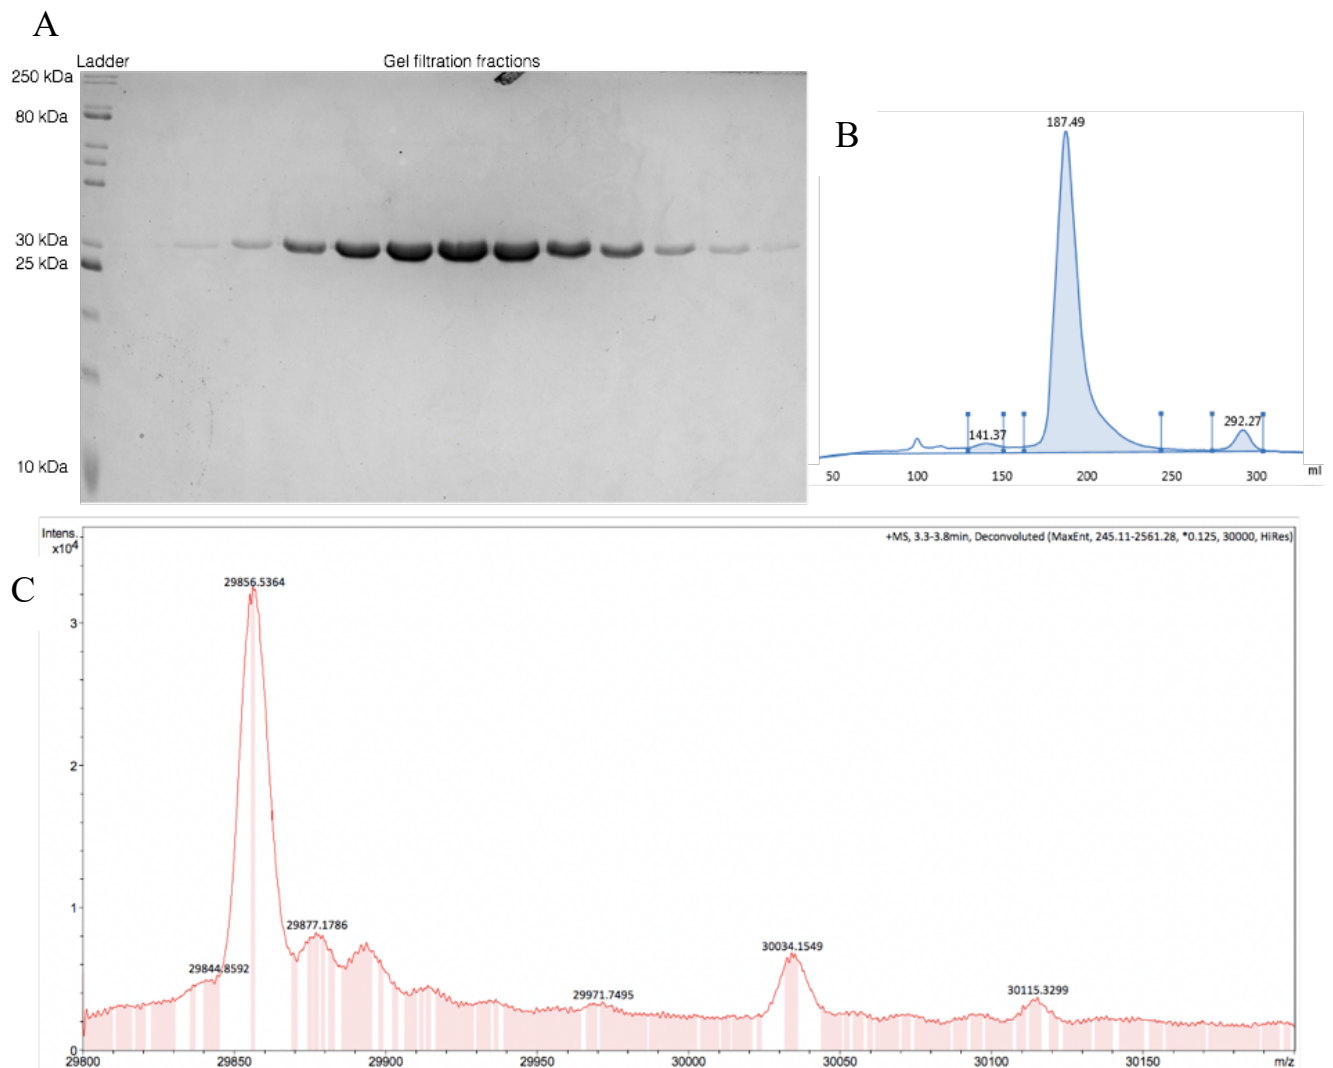 A
Ladder Gel filtration fractions
250 kDa
80 kDa
30 kDa
25 kDa
10 kDa
B
187.49
141.37
292.27
50 100 150 200 250 300 ml
C
Intens.
x10⁴
+MS, 3.3-3.8min, Deconvoluted (MaxEnt, 245.11-2561.28, *0.125, 30000, HiRes)
29856.5364
3
2
1
29877.1786
29844.8592
29971.7495
30034.1549
30115.3299
0
29800 29850 29900 29950 30000 30050 30100 30150 m/z